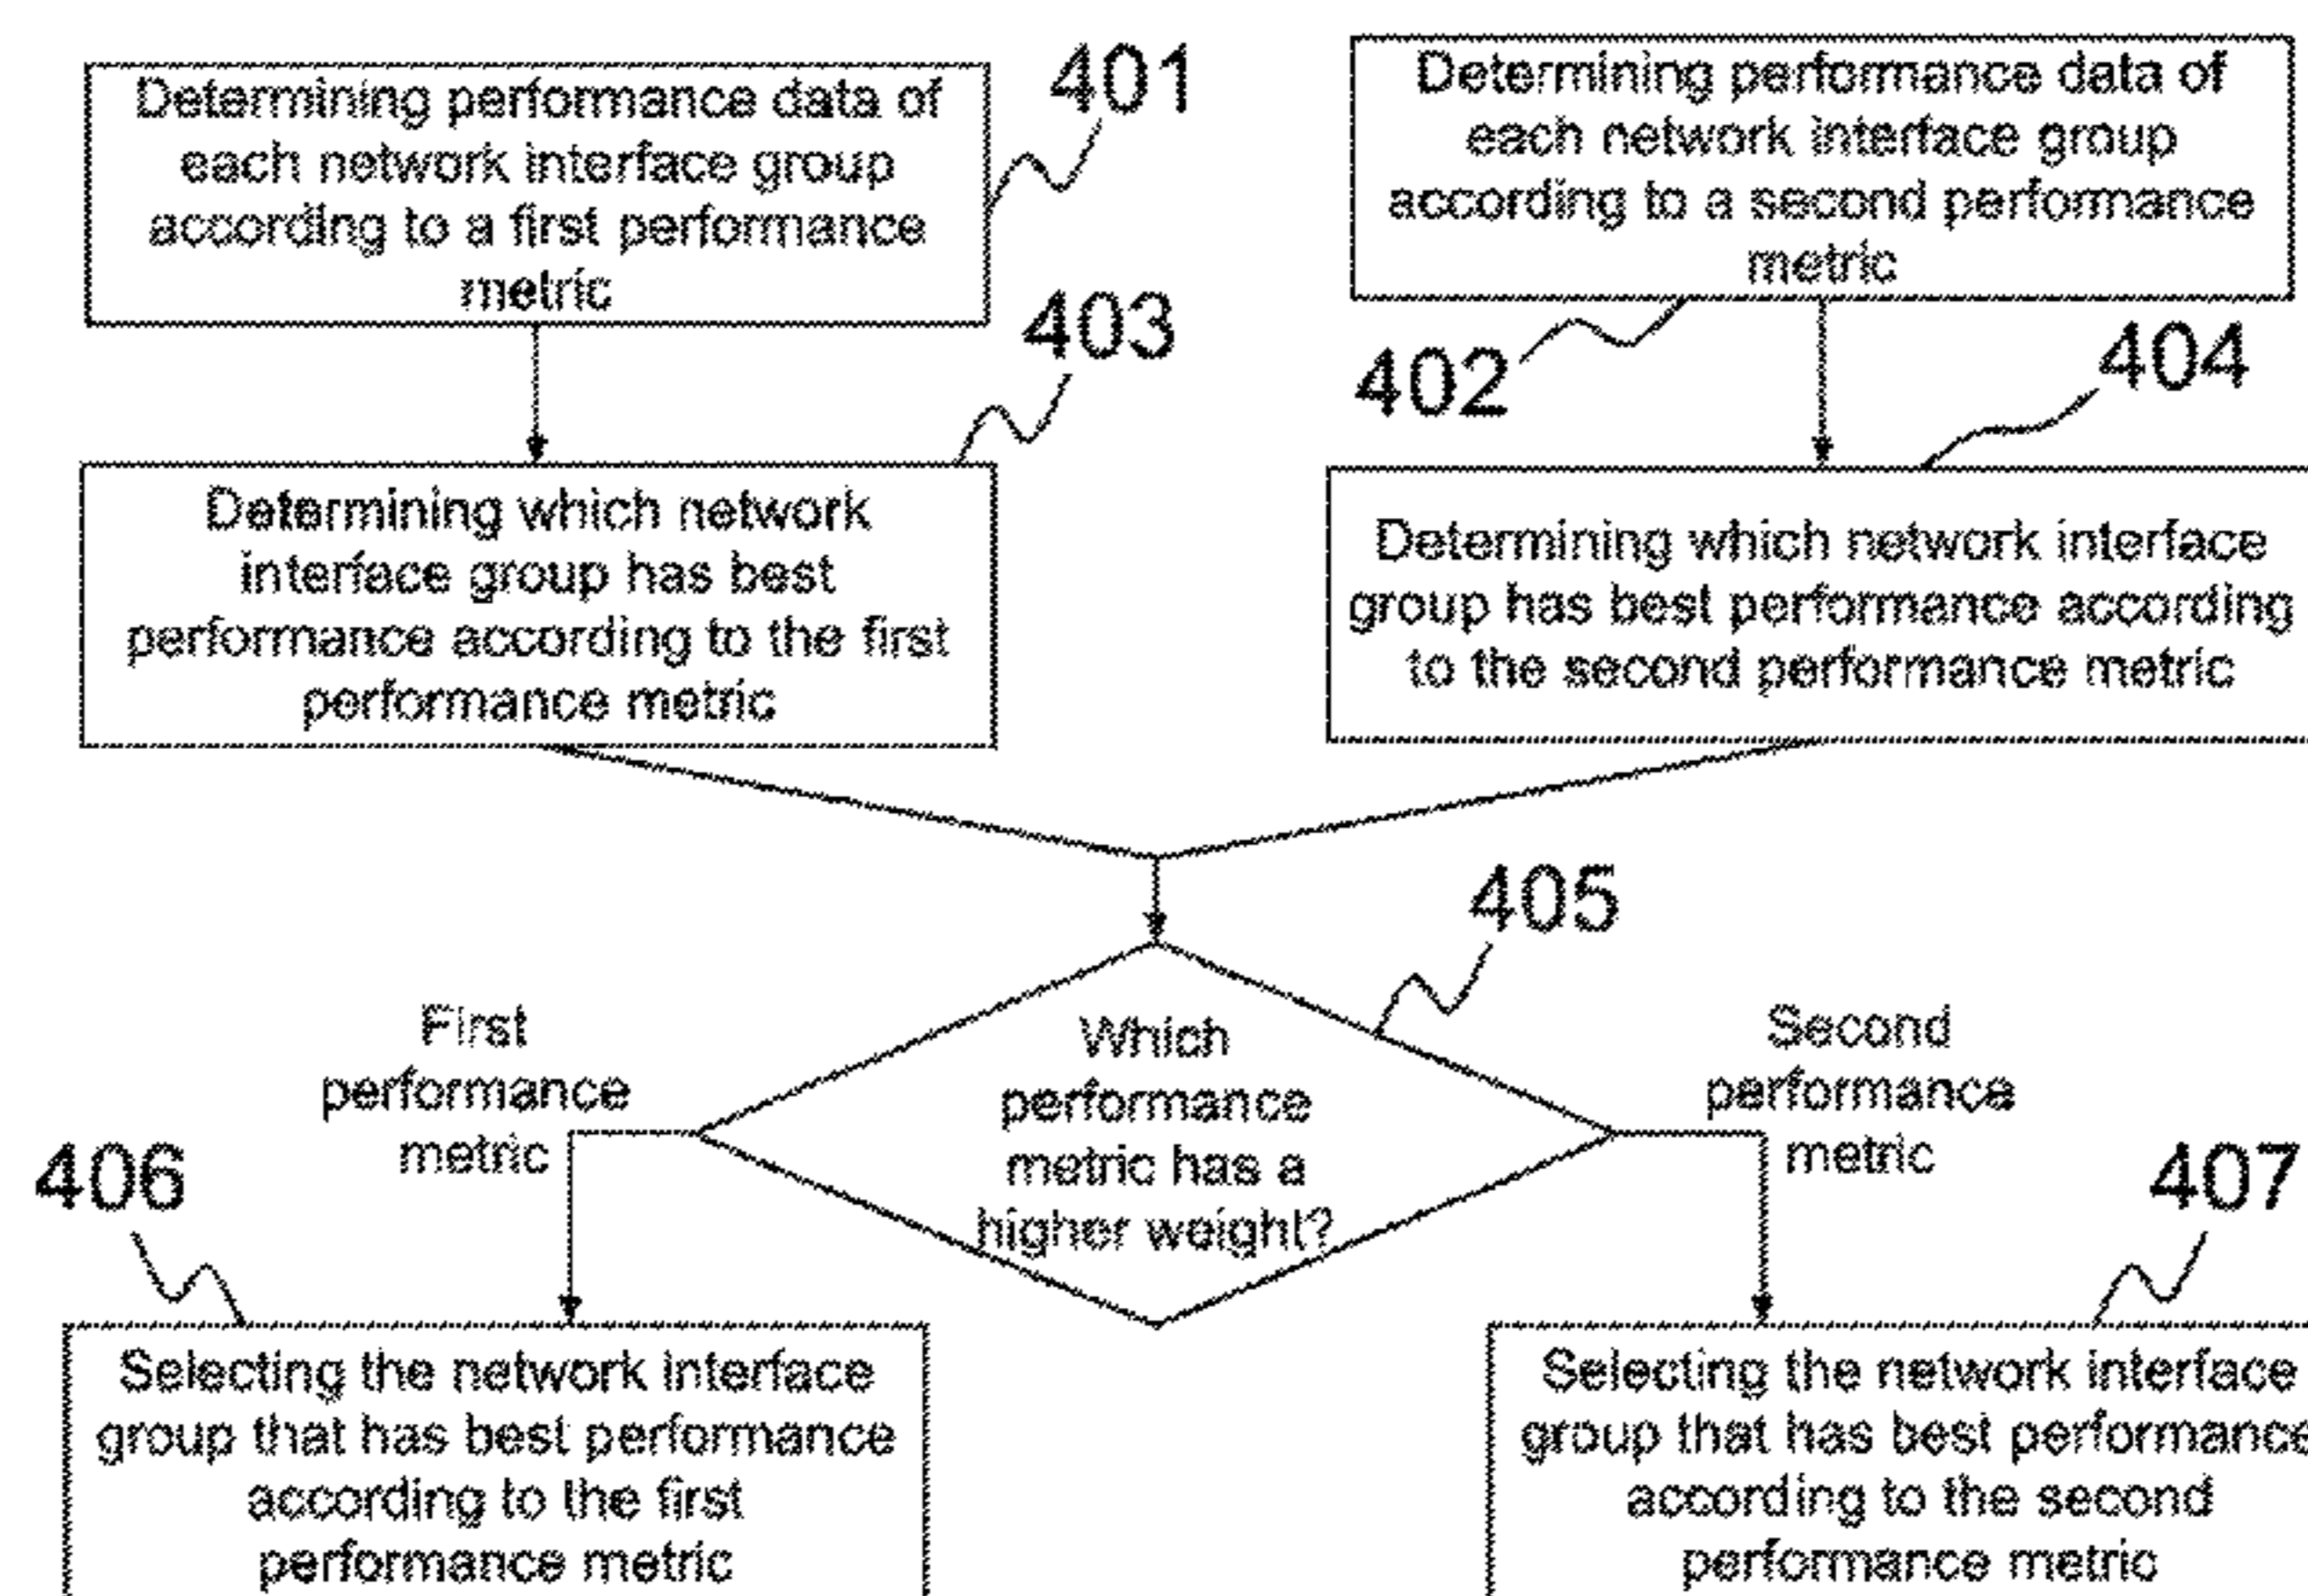 Determining performance data of
each network interface group
according to a first performance
metric
401
Determining performance data of
each network interface group
according to a second performance
metric
402
403
404
Determining which network
interface group has best
performance according to the first
performance metric
Determining which network interface
group has best performance according
to the second performance metric
405
Which
performance
metric has a
higher weight?
First
performance
metric
Second
performance
metric
406
407
Selecting the network interface
group that has best performance
according to the first
performance metric
Selecting the network interface
group that has best performance
according to the second
performance metric